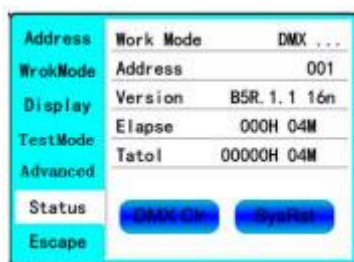 Address
WrokMode
Display
TestMode
Advanced
Status
Escape
Work Mode DMX ...
Address 001
Version B5R.1.1 16n
Elapse 000H 04M
Tatol 00000H 04M
DMX Clr SysRst